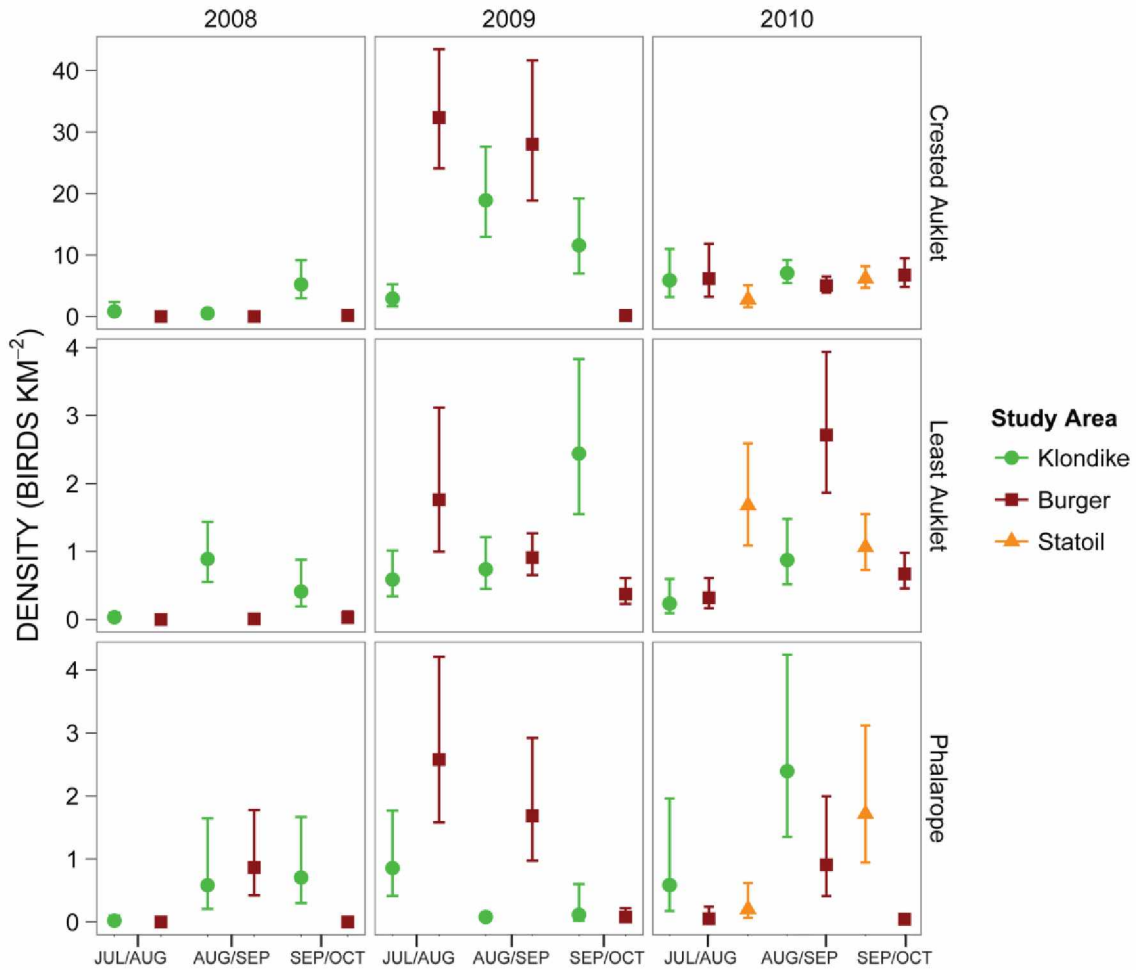 2008 2009 2010
40
30
20
10
0
Crested Auklet
4
3
2
1
0
Least Auklet
4
3
2
1
0
Phalarope
DENSITY (BIRDS KM⁻²)
JUL/AUG AUG/SEP SEP/OCT JUL/AUG AUG/SEP SEP/OCT JUL/AUG AUG/SEP SEP/OCT
Study Area
Klondike
Burger
Statoil